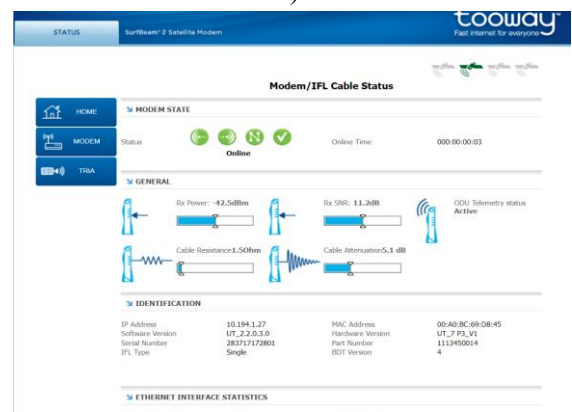 tooway
Fast internet for everyone
STATUS
SurfBeam® 2 Satellite Modem
Modem/IFL Cable Status
HOME
MODEM
TRIA
MODEM STATE
Status
Online
Online Time
000:00:00:03
GENERAL
Rx Power: -42.5dBm
Rx SNR: 11.2dB
ODU Telemetry status
Active
Cable Resistance1.5Ohm
Cable Attenuation5.1 dB
IDENTIFICATION
IP Address 10.194.1.27 MAC Address 00:A0:BC:69:D8:45
Software Version UT_2.2.0.3.0 Hardware Version UT_7 P3_V1
Serial Number 283717172801 Part Number 1113450014
IFL Type Single BDT Version 4
ETHERNET INTERFACE STATISTICS